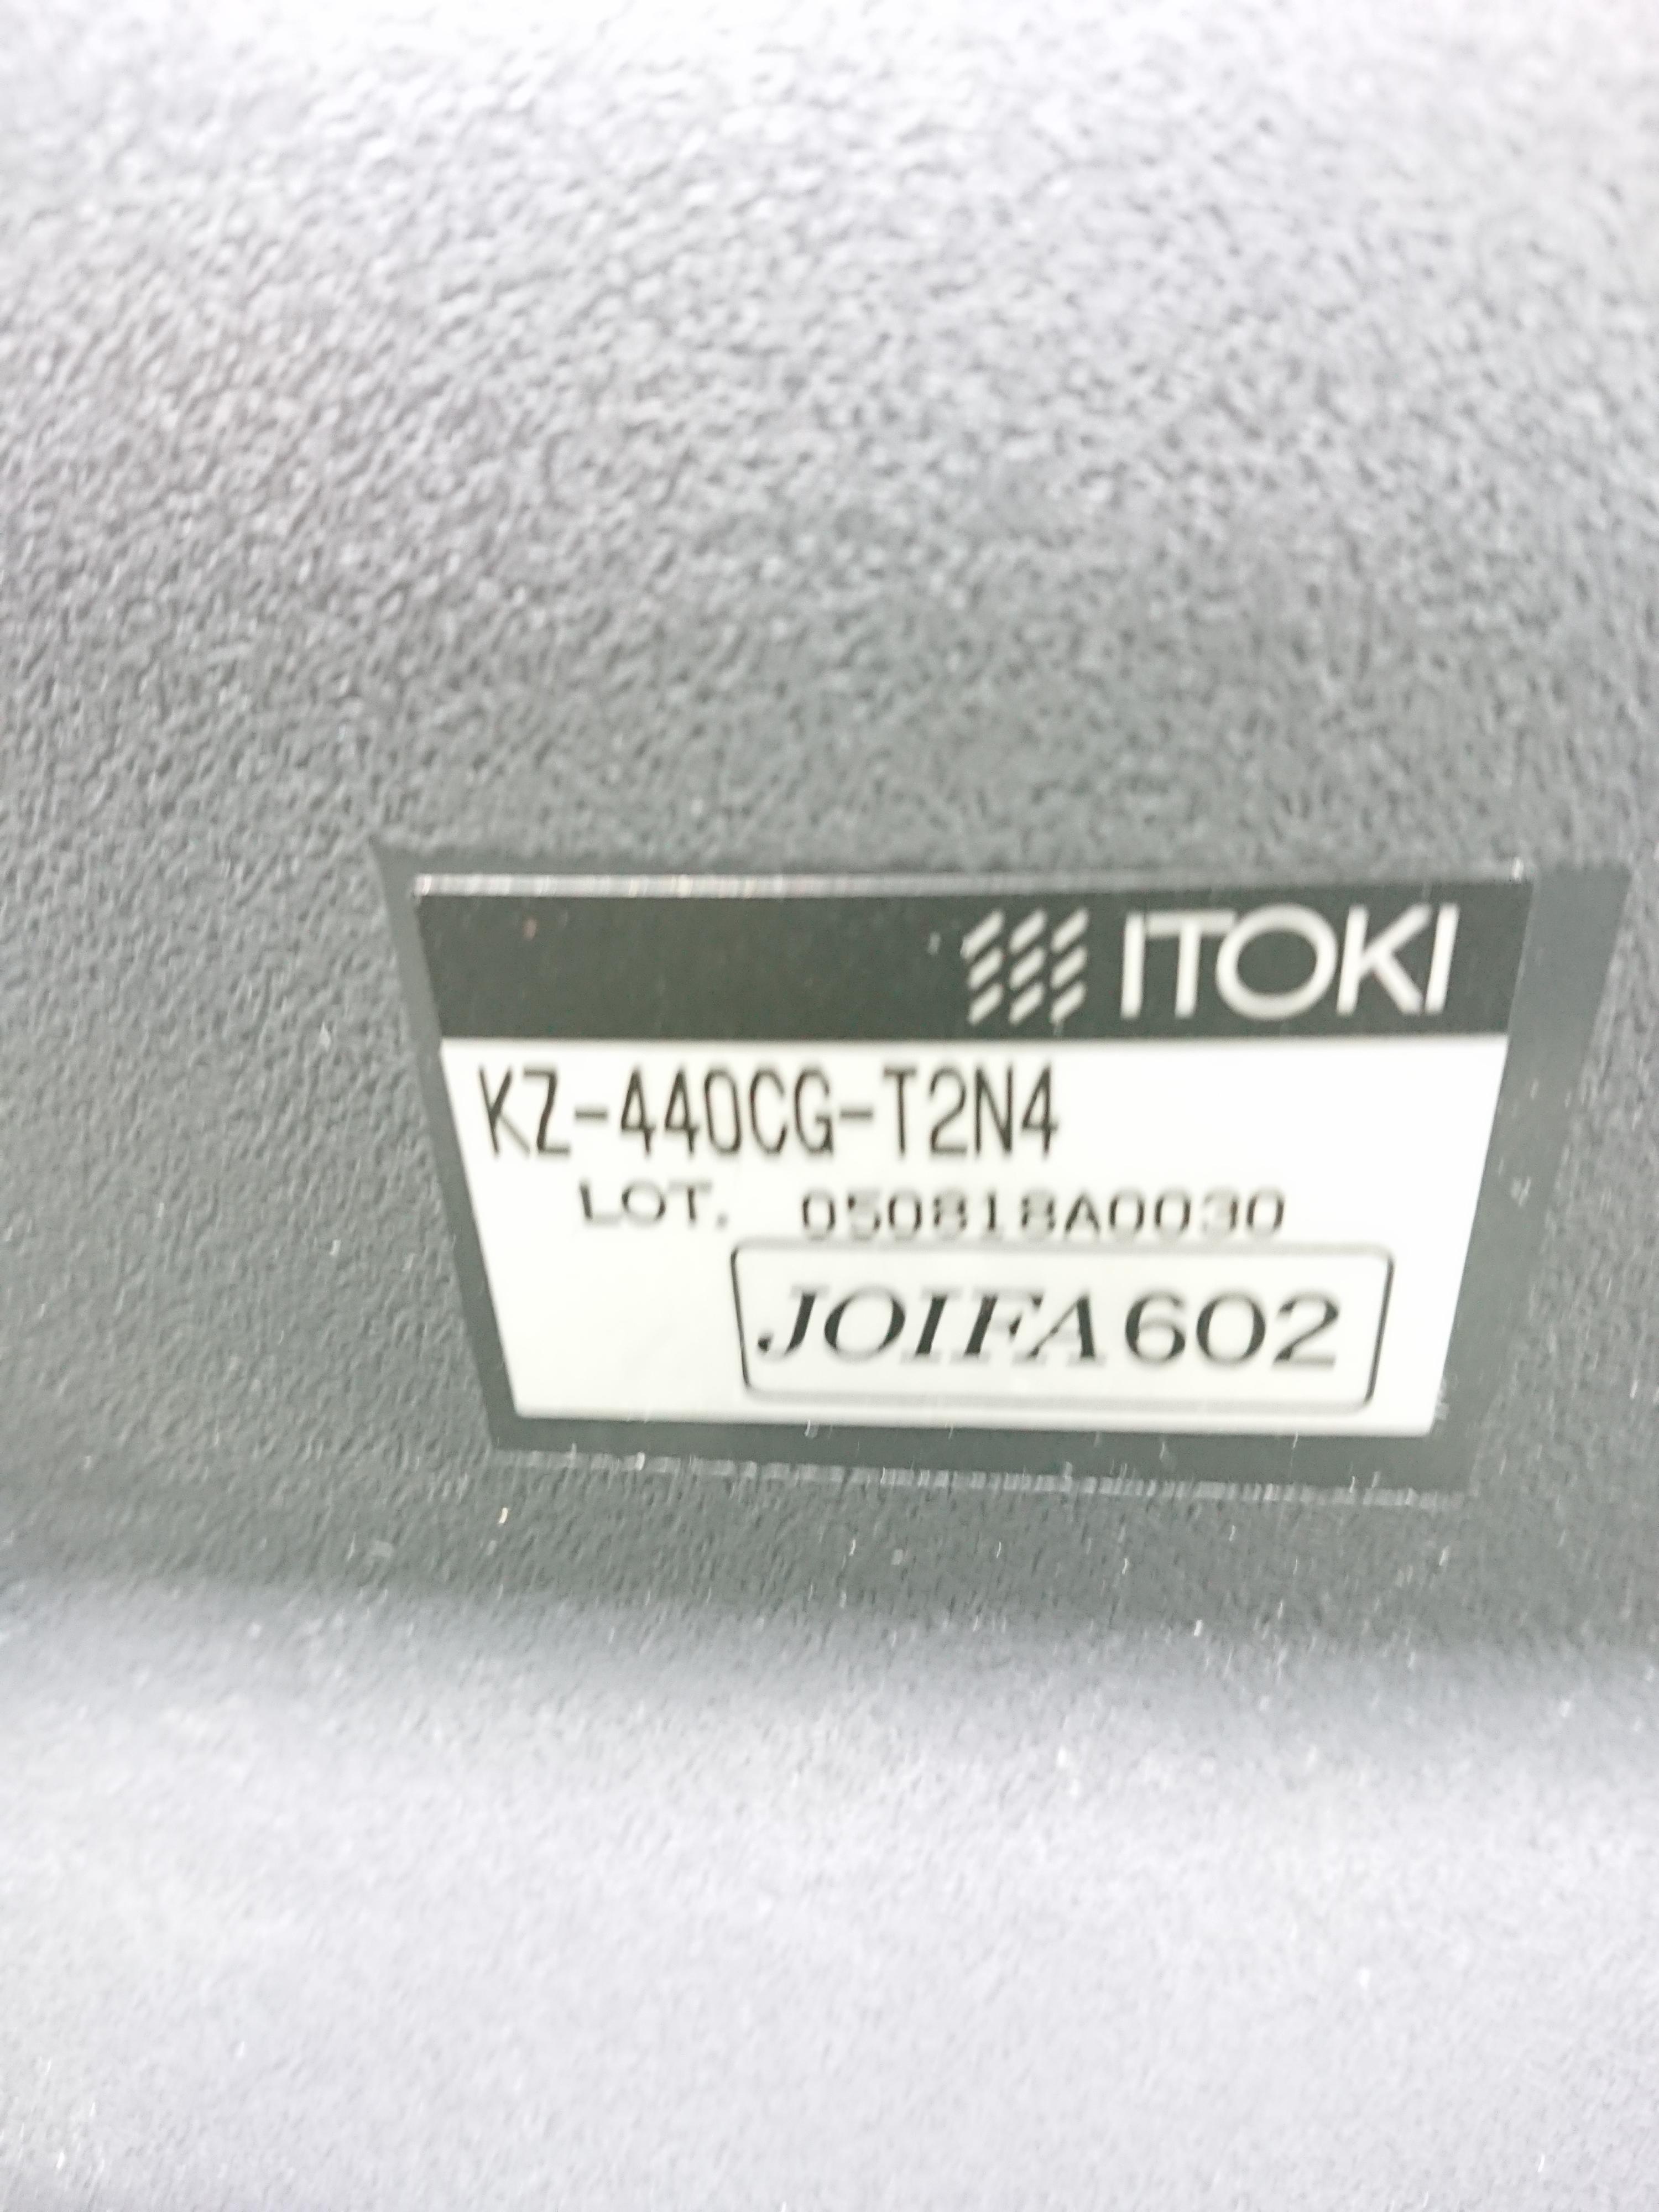 ITOKI
KZ-440CG-T2N4
LOT. 050818A0030
JOIFA602